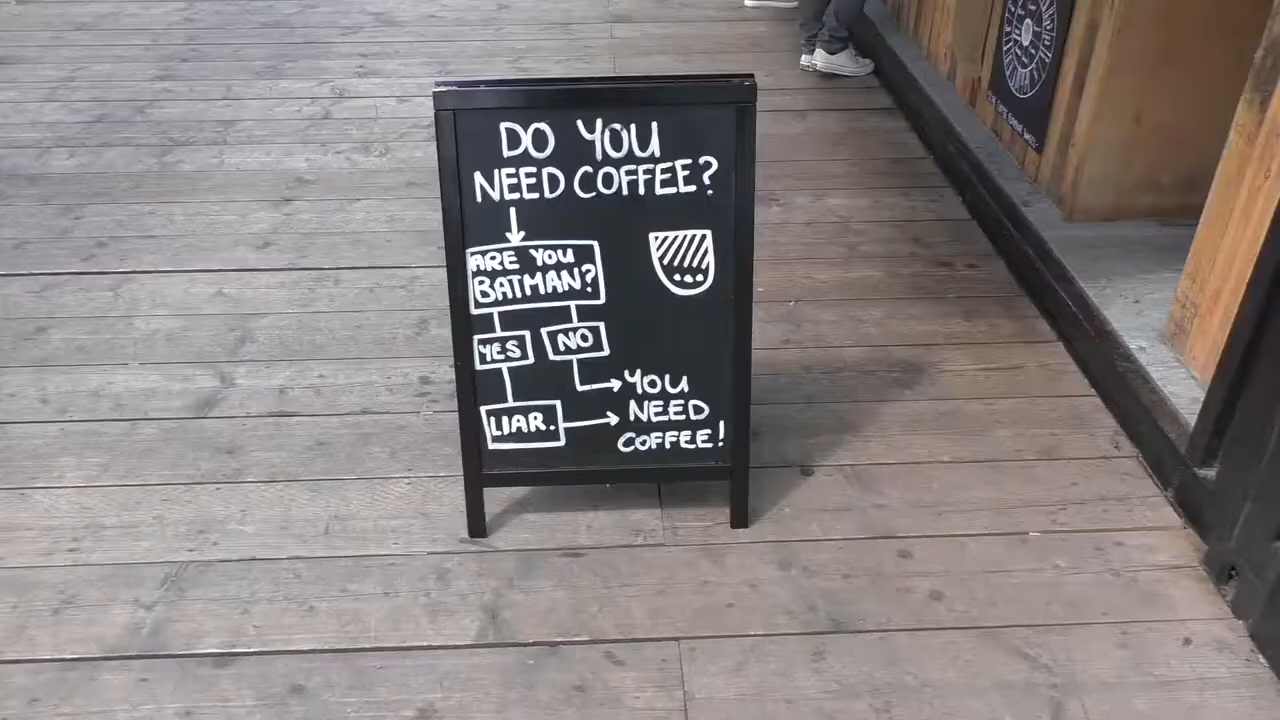 DO YOU
NEED COFFEE?
ARE YOU
BATMAN?
YES
NO
LIAR.
YOU
NEED
COFFEE!